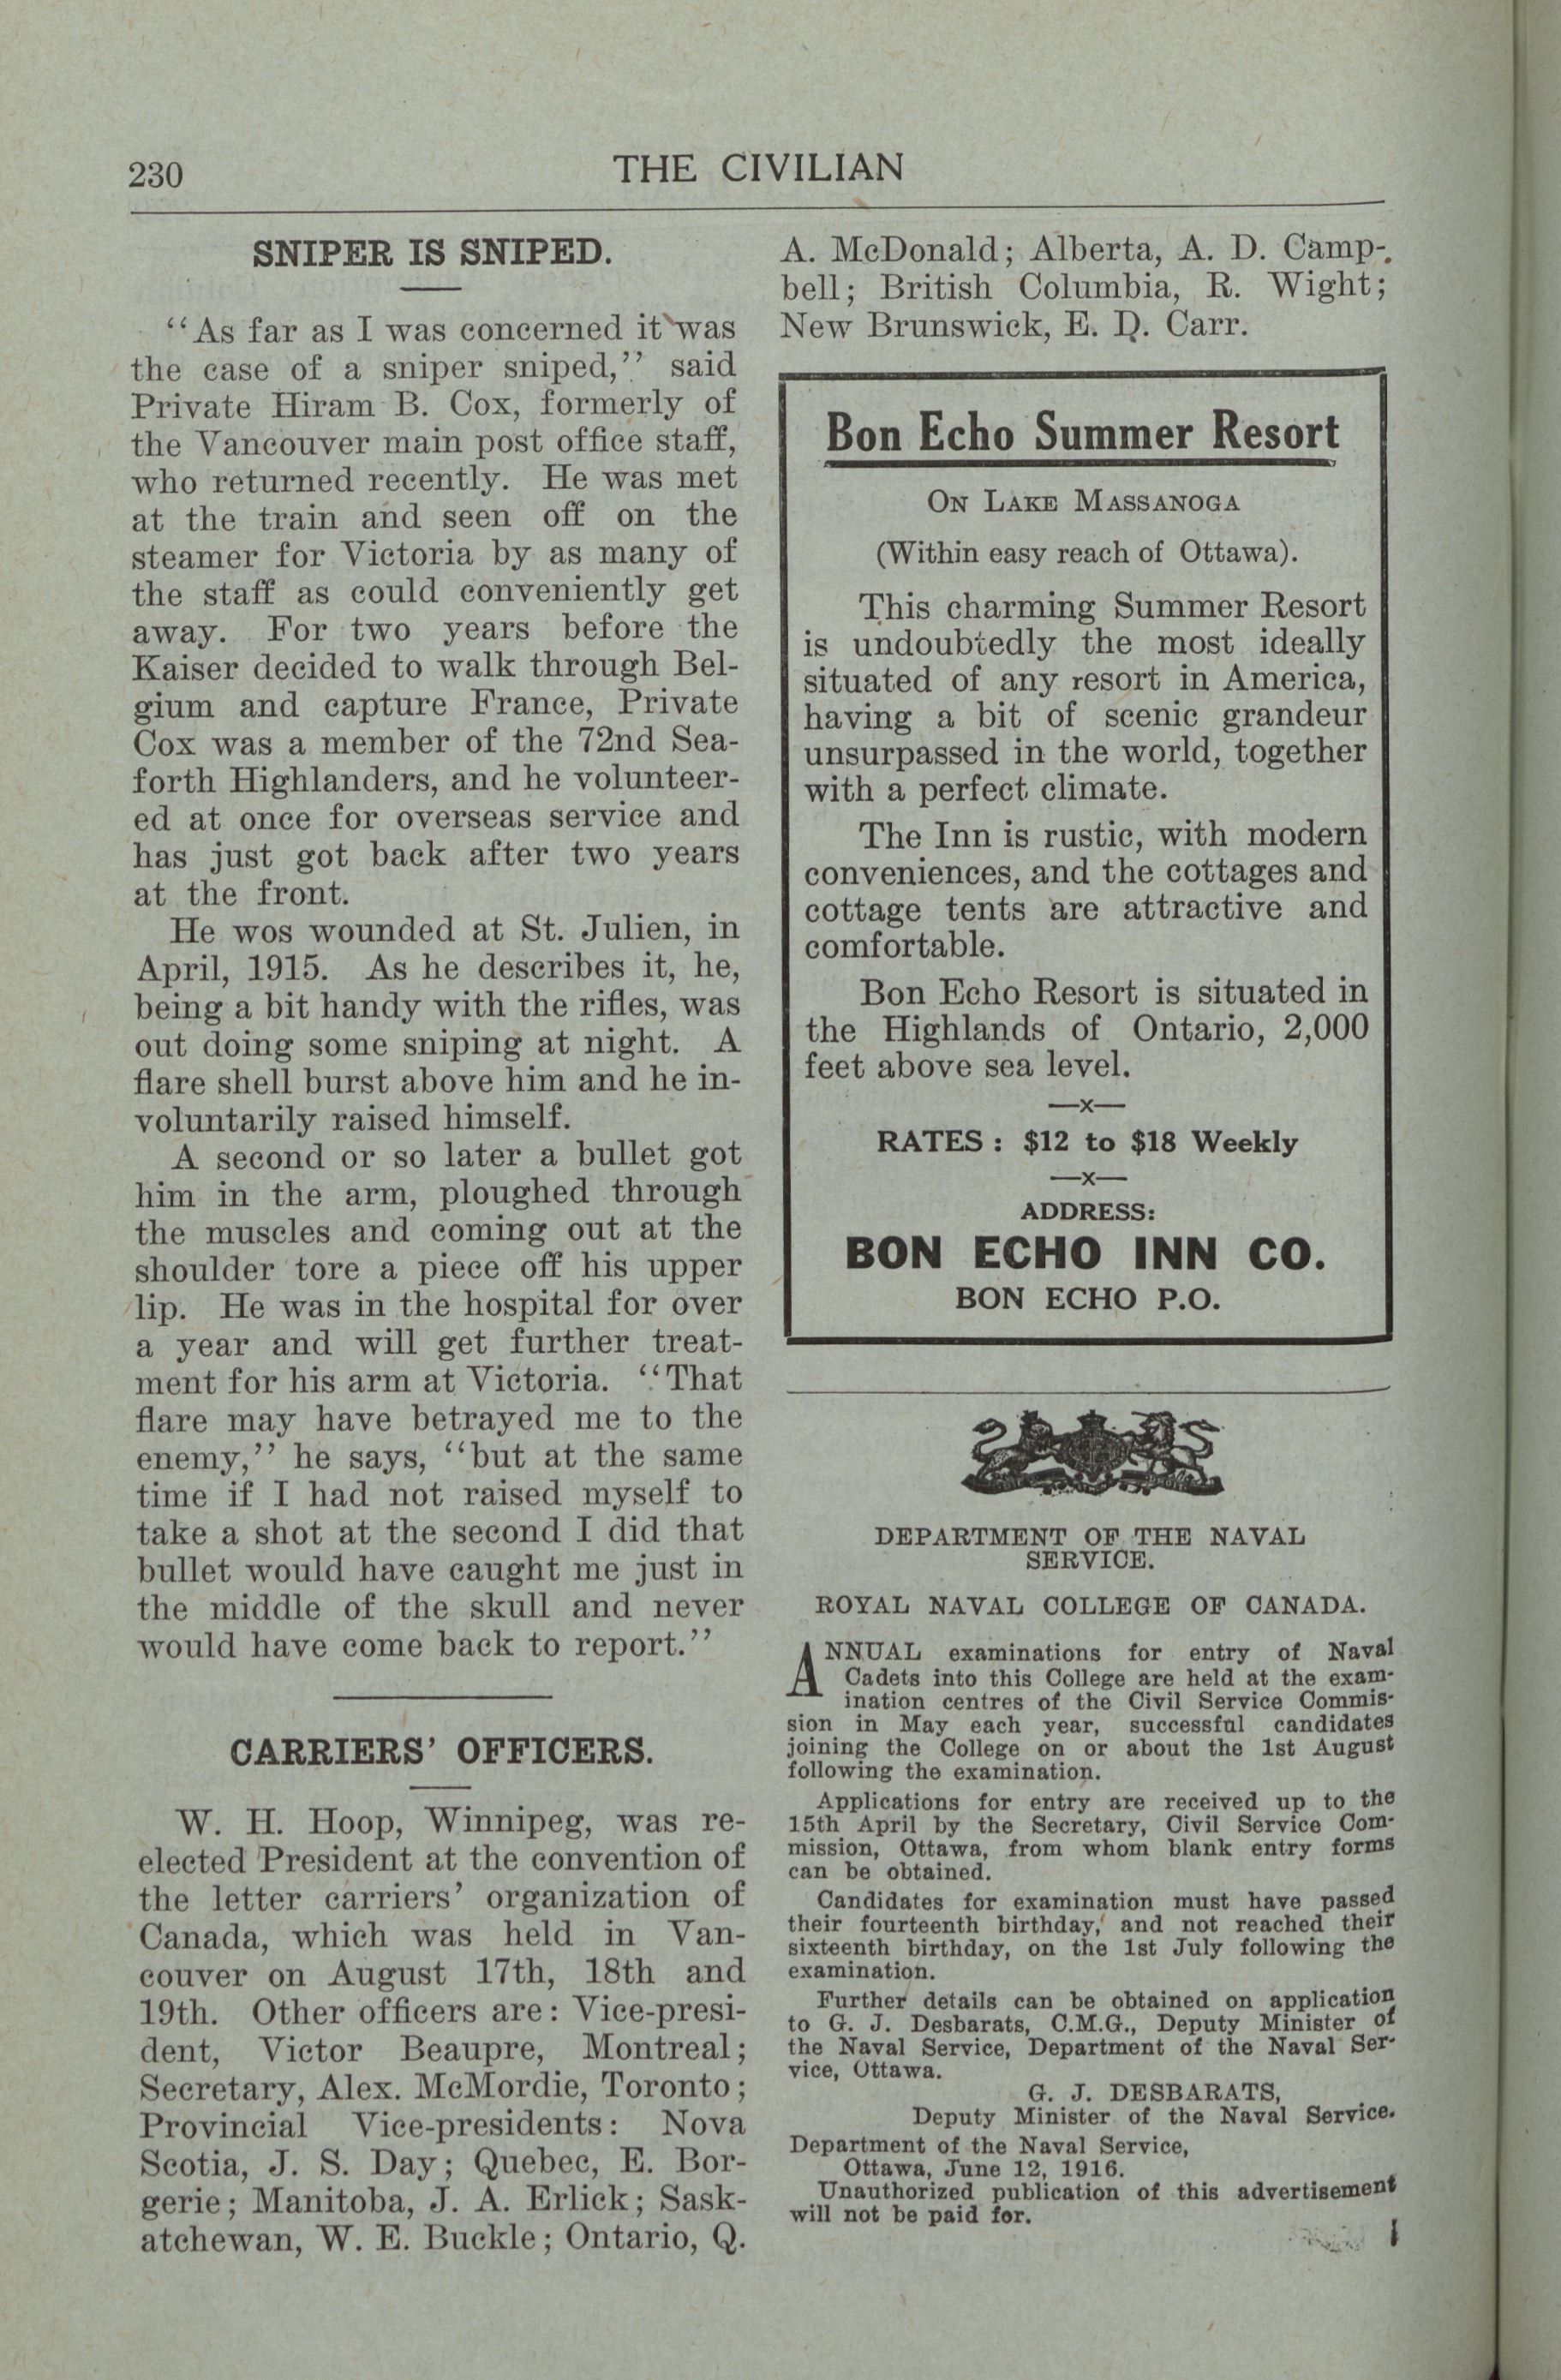 230
THE CIVILIAN
SNIPER IS SNIPED.
"As far as I was concerned it was
the case of a sniper sniped," said
Private Hiram B. Cox, formerly of
the Vancouver main post office staff,
who returned recently. He was met
at the train and seen off on the
steamer for Victoria by as many of
the staff as could conveniently get
away. For two years before the
Kaiser decided to walk through Bel-
gium and capture France, Private
Cox was a member of the 72nd Sea-
forth Highlanders, and he volunteer-
ed at once for overseas service and
has just got back after two years
at the front.
He wos wounded at St. Julien, in
April, 1915. As he describes it, he,
being a bit handy with the rifles, was
out doing some sniping at night. A
flare shell burst above him and he in-
voluntarily raised himself.
A second or so later a bullet got
him in the arm, ploughed through
the muscles and coming out at the
shoulder tore a piece off his upper
lip. He was in the hospital for over
a year and will get further treat-
ment for his arm at Victoria. "That
flare may have betrayed me to the
enemy," he says, "but at the same
time if I had not raised myself to
take a shot at the second I did that
bullet would have caught me just in
the middle of the skull and never
would have come back to report."
CARRIERS' OFFICERS.
W. H. Hoop, Winnipeg, was re-
elected President at the convention of
the letter carriers' organization of
Canada, which was held in Van-
couver on August 17th, 18th and
19th. Other officers are: Vice-presi-
dent, Victor Beaupre, Montreal;
Secretary, Alex. McMordie, Toronto;
Provincial Vice-presidents: Nova
Scotia, J. S. Day; Quebec, E. Bor-
gerie; Manitoba, J. A. Erlick; Sask-
atchewan, W. E. Buckle; Ontario, Q.
A. McDonald; Alberta, A. D. Camp-
bell; British Columbia, R. Wight;
New Brunswick, E. D. Carr.
Bon Echo Summer Resort
ON LAKE MASSANOGA
(Within easy reach of Ottawa).
This charming Summer Resort
is undoubtedly the most ideally
situated of any resort in America,
having a bit of scenic grandeur
unsurpassed in the world, together
with a perfect climate.
The Inn is rustic, with modern
conveniences, and the cottages and
cottage tents are attractive and
comfortable.
Bon Echo Resort is situated in
the Highlands of Ontario, 2,000
feet above sea level.
—x—
RATES : $12 to $18 Weekly
—x—
ADDRESS:
BON ECHO INN CO.
BON ECHO P.O.
DEPARTMENT OF THE NAVAL
SERVICE.
ROYAL NAVAL COLLEGE OF CANADA.
ANNUAL examinations for entry of Naval
Cadets into this College are held at the exam-
ination centres of the Civil Service Commis-
sion in May each year, successful candidates
joining the College on or about the 1st August
following the examination.
Applications for entry are received up to the
15th April by the Secretary, Civil Service Com-
mission, Ottawa, from whom blank entry forms
can be obtained.
Candidates for examination must have passed
their fourteenth birthday, and not reached their
sixteenth birthday, on the 1st July following the
examination.
Further details can be obtained on application
to G. J. Desbarats, C.M.G., Deputy Minister of
the Naval Service, Department of the Naval Ser-
vice, Ottawa.
G. J. DESBARATS,
Deputy Minister of the Naval Service.
Department of the Naval Service,
Ottawa, June 12, 1916.
Unauthorized publication of this advertisement
will not be paid for.